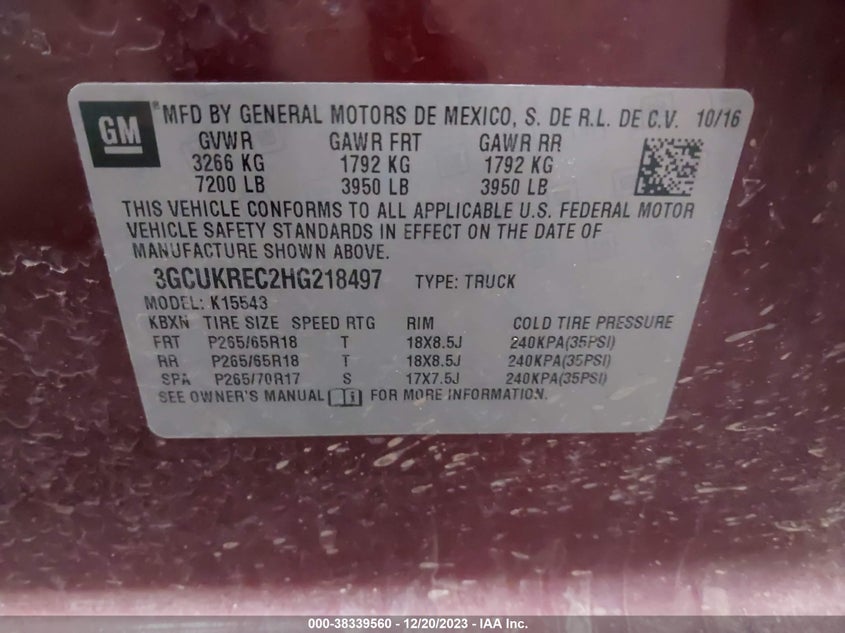 GM ® MFD BY GENERAL MOTORS DE MEXICO, S. DE R.L. DE C.V. 10/16
GVWR GAWR FRT GAWR RR
3266 KG 1792 KG 1792 KG
7200 LB 3950 LB 3950 LB
THIS VEHICLE CONFORMS TO ALL APPLICABLE U.S. FEDERAL MOTOR
VEHICLE SAFETY STANDARDS IN EFFECT ON THE DATE OF
MANUFACTURE SHOWN ABOVE.
3GCUKREC2HG218497 TYPE: TRUCK
MODEL: K15543
KBXN TIRE SIZE SPEED RTG RIM COLD TIRE PRESSURE
FRT P265/65R18 T 18X8.5J 240KPA(35PSI)
RR P265/65R18 T 18X8.5J 240KPA(35PSI)
SPA P265/70R17 S 17X7.5J 240KPA(35PSI)
SEE OWNER'S MANUAL i FOR MORE INFORMATION.
000-38339560 - 12/20/2023 - IAA Inc.